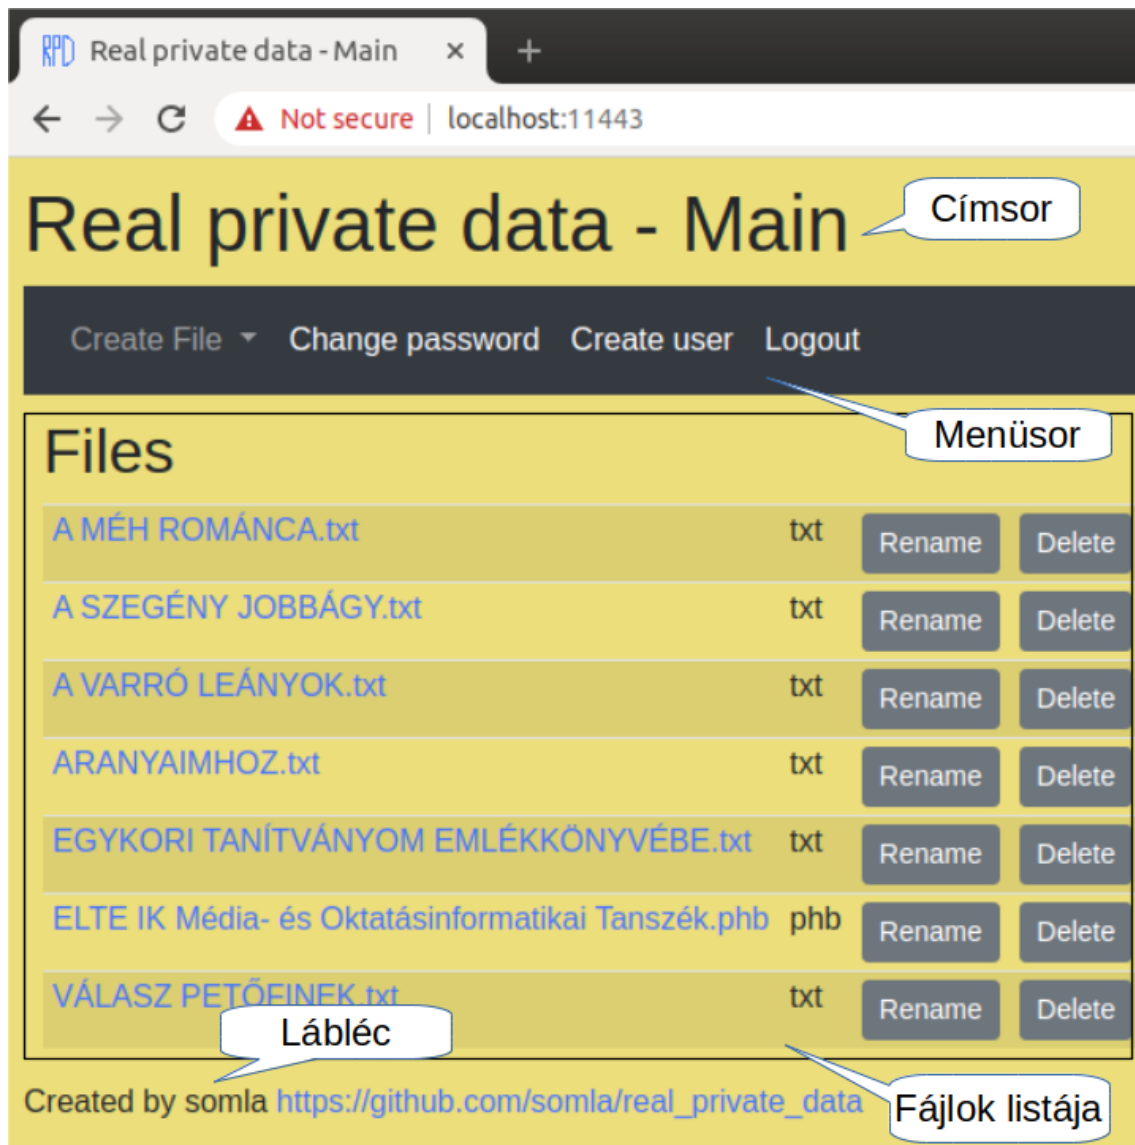 RPD Real private data - Main × +
Not secure | localhost:11443
Real private data - Main
Címsor
Create File Change password Create user Logout
Menüsor
Files
A MÉH ROMÁNCA.txt txt Rename Delete
A SZEGÉNY JOBBÁGY.txt txt Rename Delete
A VARRÓ LEÁNYOK.txt txt Rename Delete
ARANYAIMHOZ.txt txt Rename Delete
EGYKORI TANÍTVÁNYOM EMLÉKKÖNYVÉBE.txt txt Rename Delete
ELTE IK Média- és Oktatásinformatikai Tanszék.phb phb Rename Delete
VÁLASZ PETŐFINEK.txt txt Rename Delete
Lábléc
Created by somla https://github.com/somla/real_private_data
Fájlok listája